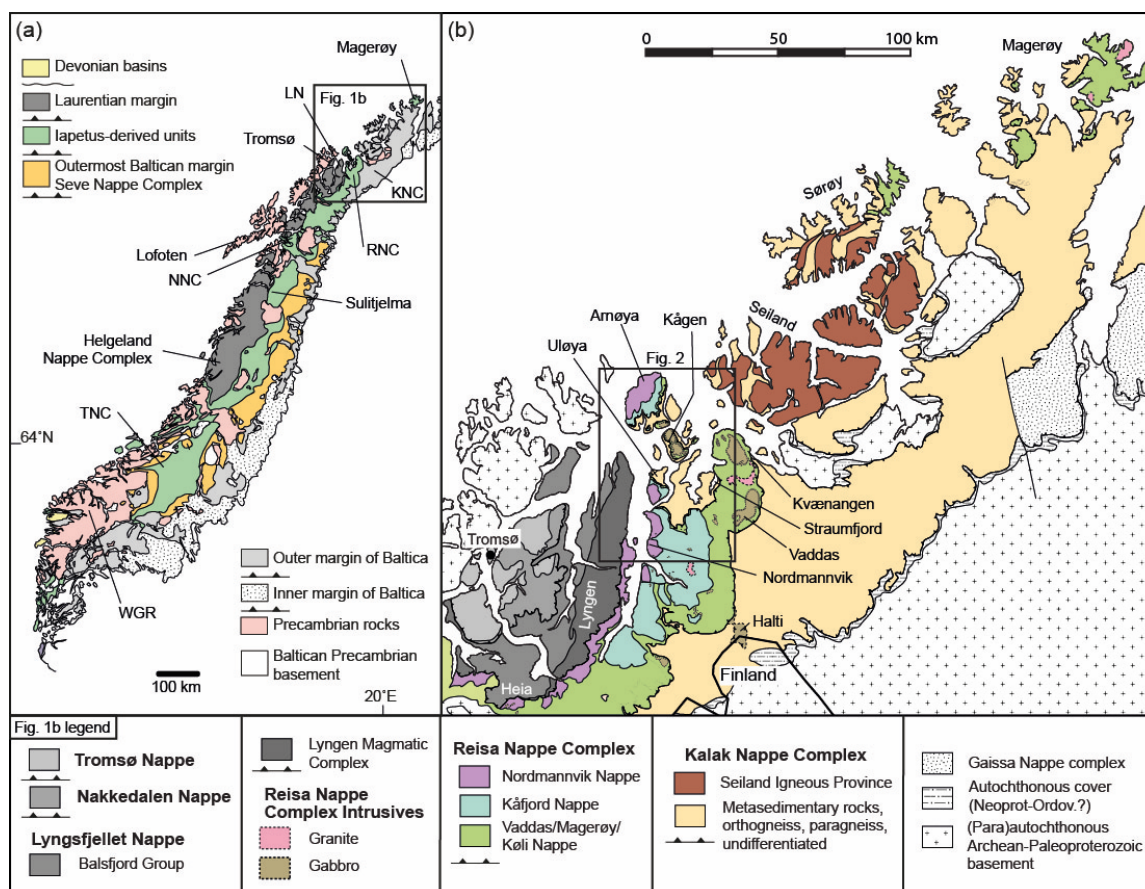 (a)
Devonian basins
Laurentian margin
Iapetus-derived units
Outermost Baltican margin
Seve Nappe Complex
Magerøy
LN
Fig. 1b
Tromsø
KNC
Lofoten
RNC
NNC
Sulitjelma
Helgeland
Nappe Complex
TNC
64°N
WGR
Outer margin of Baltica
Inner margin of Baltica
Precambrian rocks
Baltican Precambrian
basement
100 km
20°E
(b)
0 50 100 km
Magerøy
Sørøy
Seiland
Arnøya
Kågen
Uløya
Fig. 2
Kvænangen
Straumfjord
Vaddas
Nordmannvik
Tromsø
Lyngen
Halti
Finland
Heia
Fig. 1b legend
Tromsø Nappe
Nakkedalen Nappe
Lyngsfjellet Nappe
Balsfjord Group
Lyngen Magmatic
Complex
Reisa Nappe
Complex Intrusives
Granite
Gabbro
Reisa Nappe Complex
Nordmannvik Nappe
Kåfjord Nappe
Vaddas/Magerøy/
Køli Nappe
Kalak Nappe Complex
Seiland Igneous Province
Metasedimentary rocks,
orthogneiss, paragneiss,
undifferentiated
Gaissa Nappe complex
Autochthonous cover
(Neoprot-Ordov.?)
(Para)autochthonous
Archean-Paleoproterozoic
basement